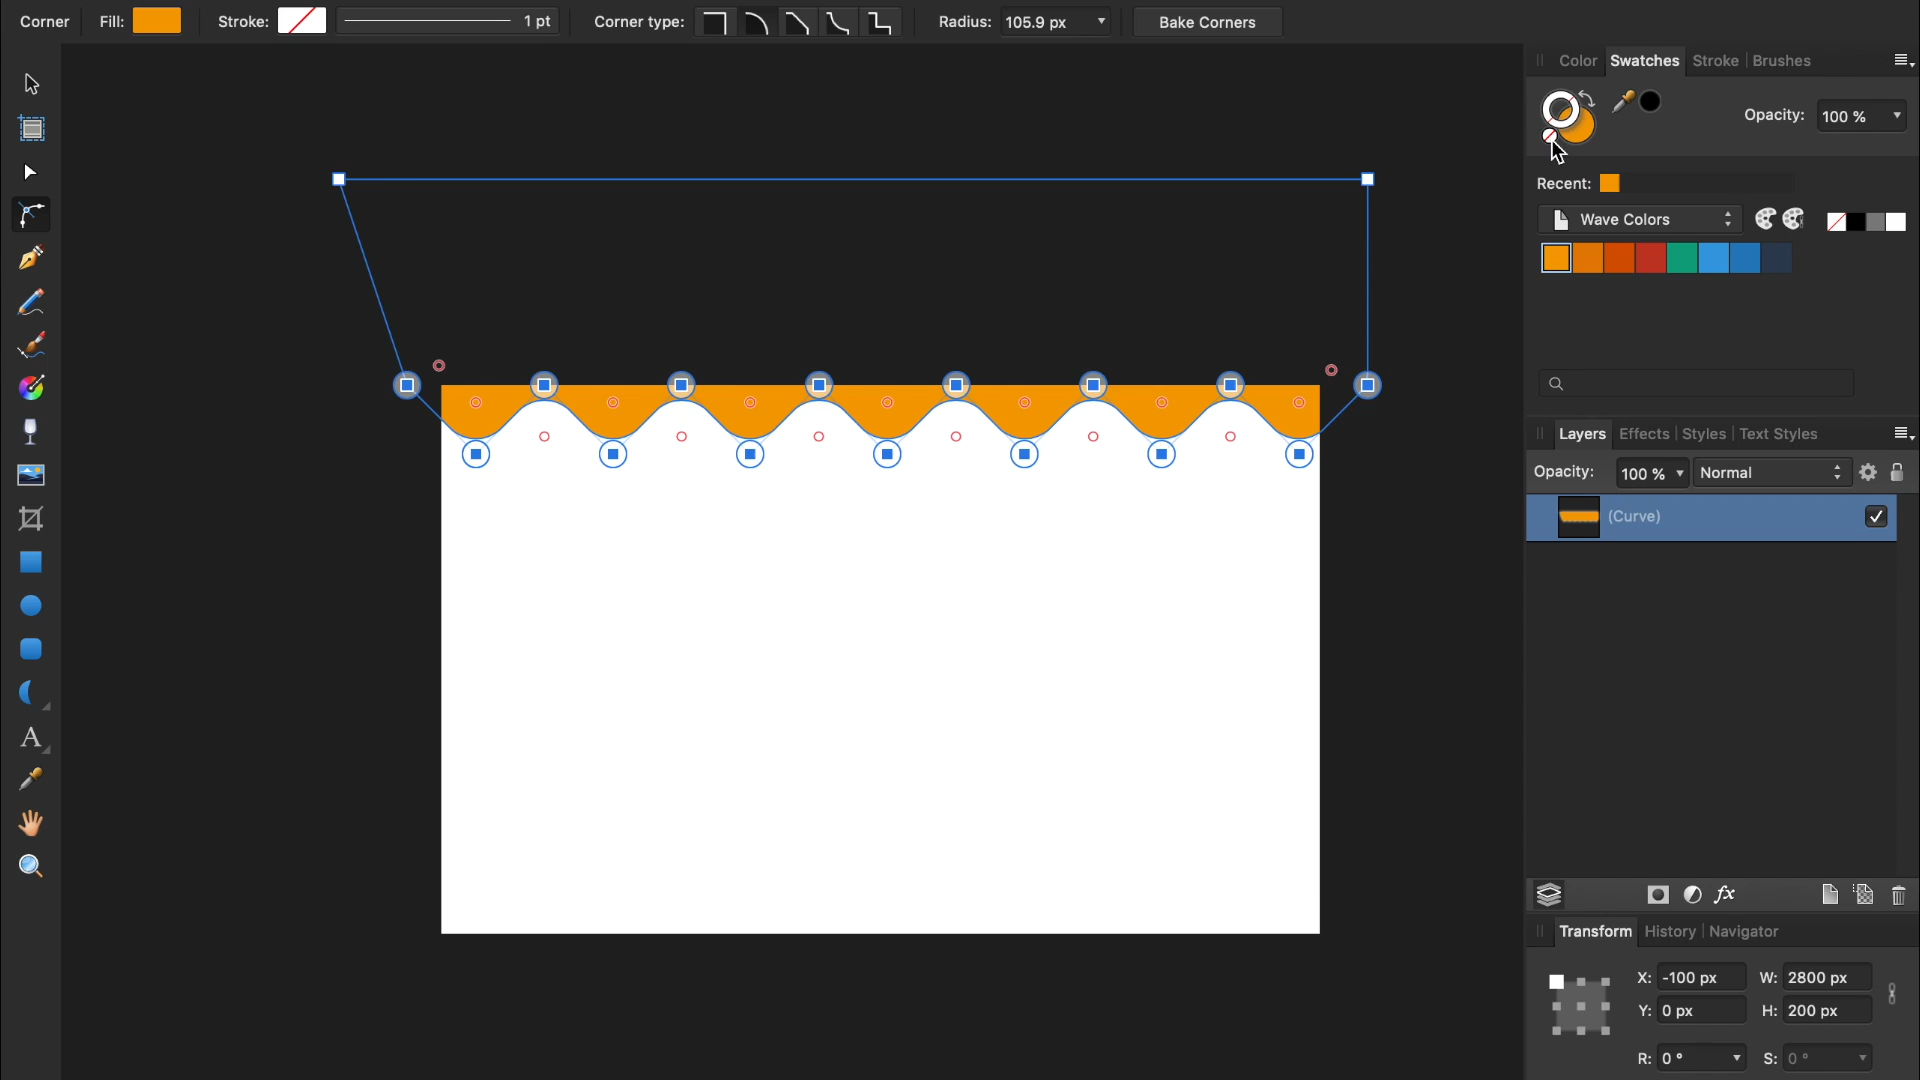 Corner Fill: Stroke: 1 pt Corner type: Radius: 105.9 px Bake Corners
Color Swatches Stroke Brushes
Opacity: 100 %
Recent:
Wave Colors
Layers Effects Styles Text Styles
Opacity: 100 % Normal
(Curve)
fx
Transform History Navigator
X: -100 px W: 2800 px
Y: 0 px H: 200 px
R: 0 ° S: 0 °
A